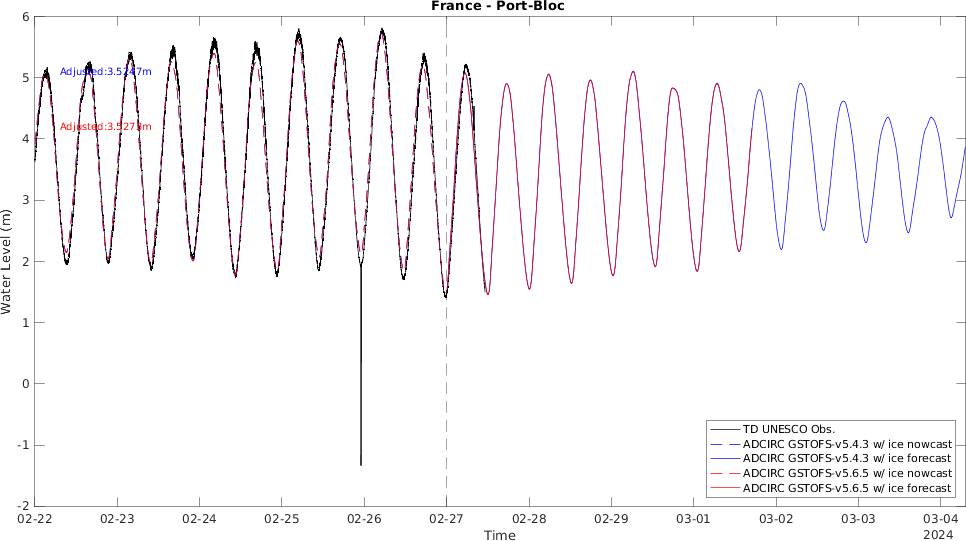 France - Port-Bloc
6
5
4
3
2
1
0
-1
-2
Water Level (m)
Adjusted:3.5247m
Adjusted:3.5273m
TD UNESCO Obs.
ADCIRC GSTOFS-v5.4.3 w/ ice nowcast
ADCIRC GSTOFS-v5.4.3 w/ ice forecast
ADCIRC GSTOFS-v5.6.5 w/ ice nowcast
ADCIRC GSTOFS-v5.6.5 w/ ice forecast
02-22 02-23 02-24 02-25 02-26 02-27 02-28 02-29 03-01 03-02 03-03 03-04
2024
Time